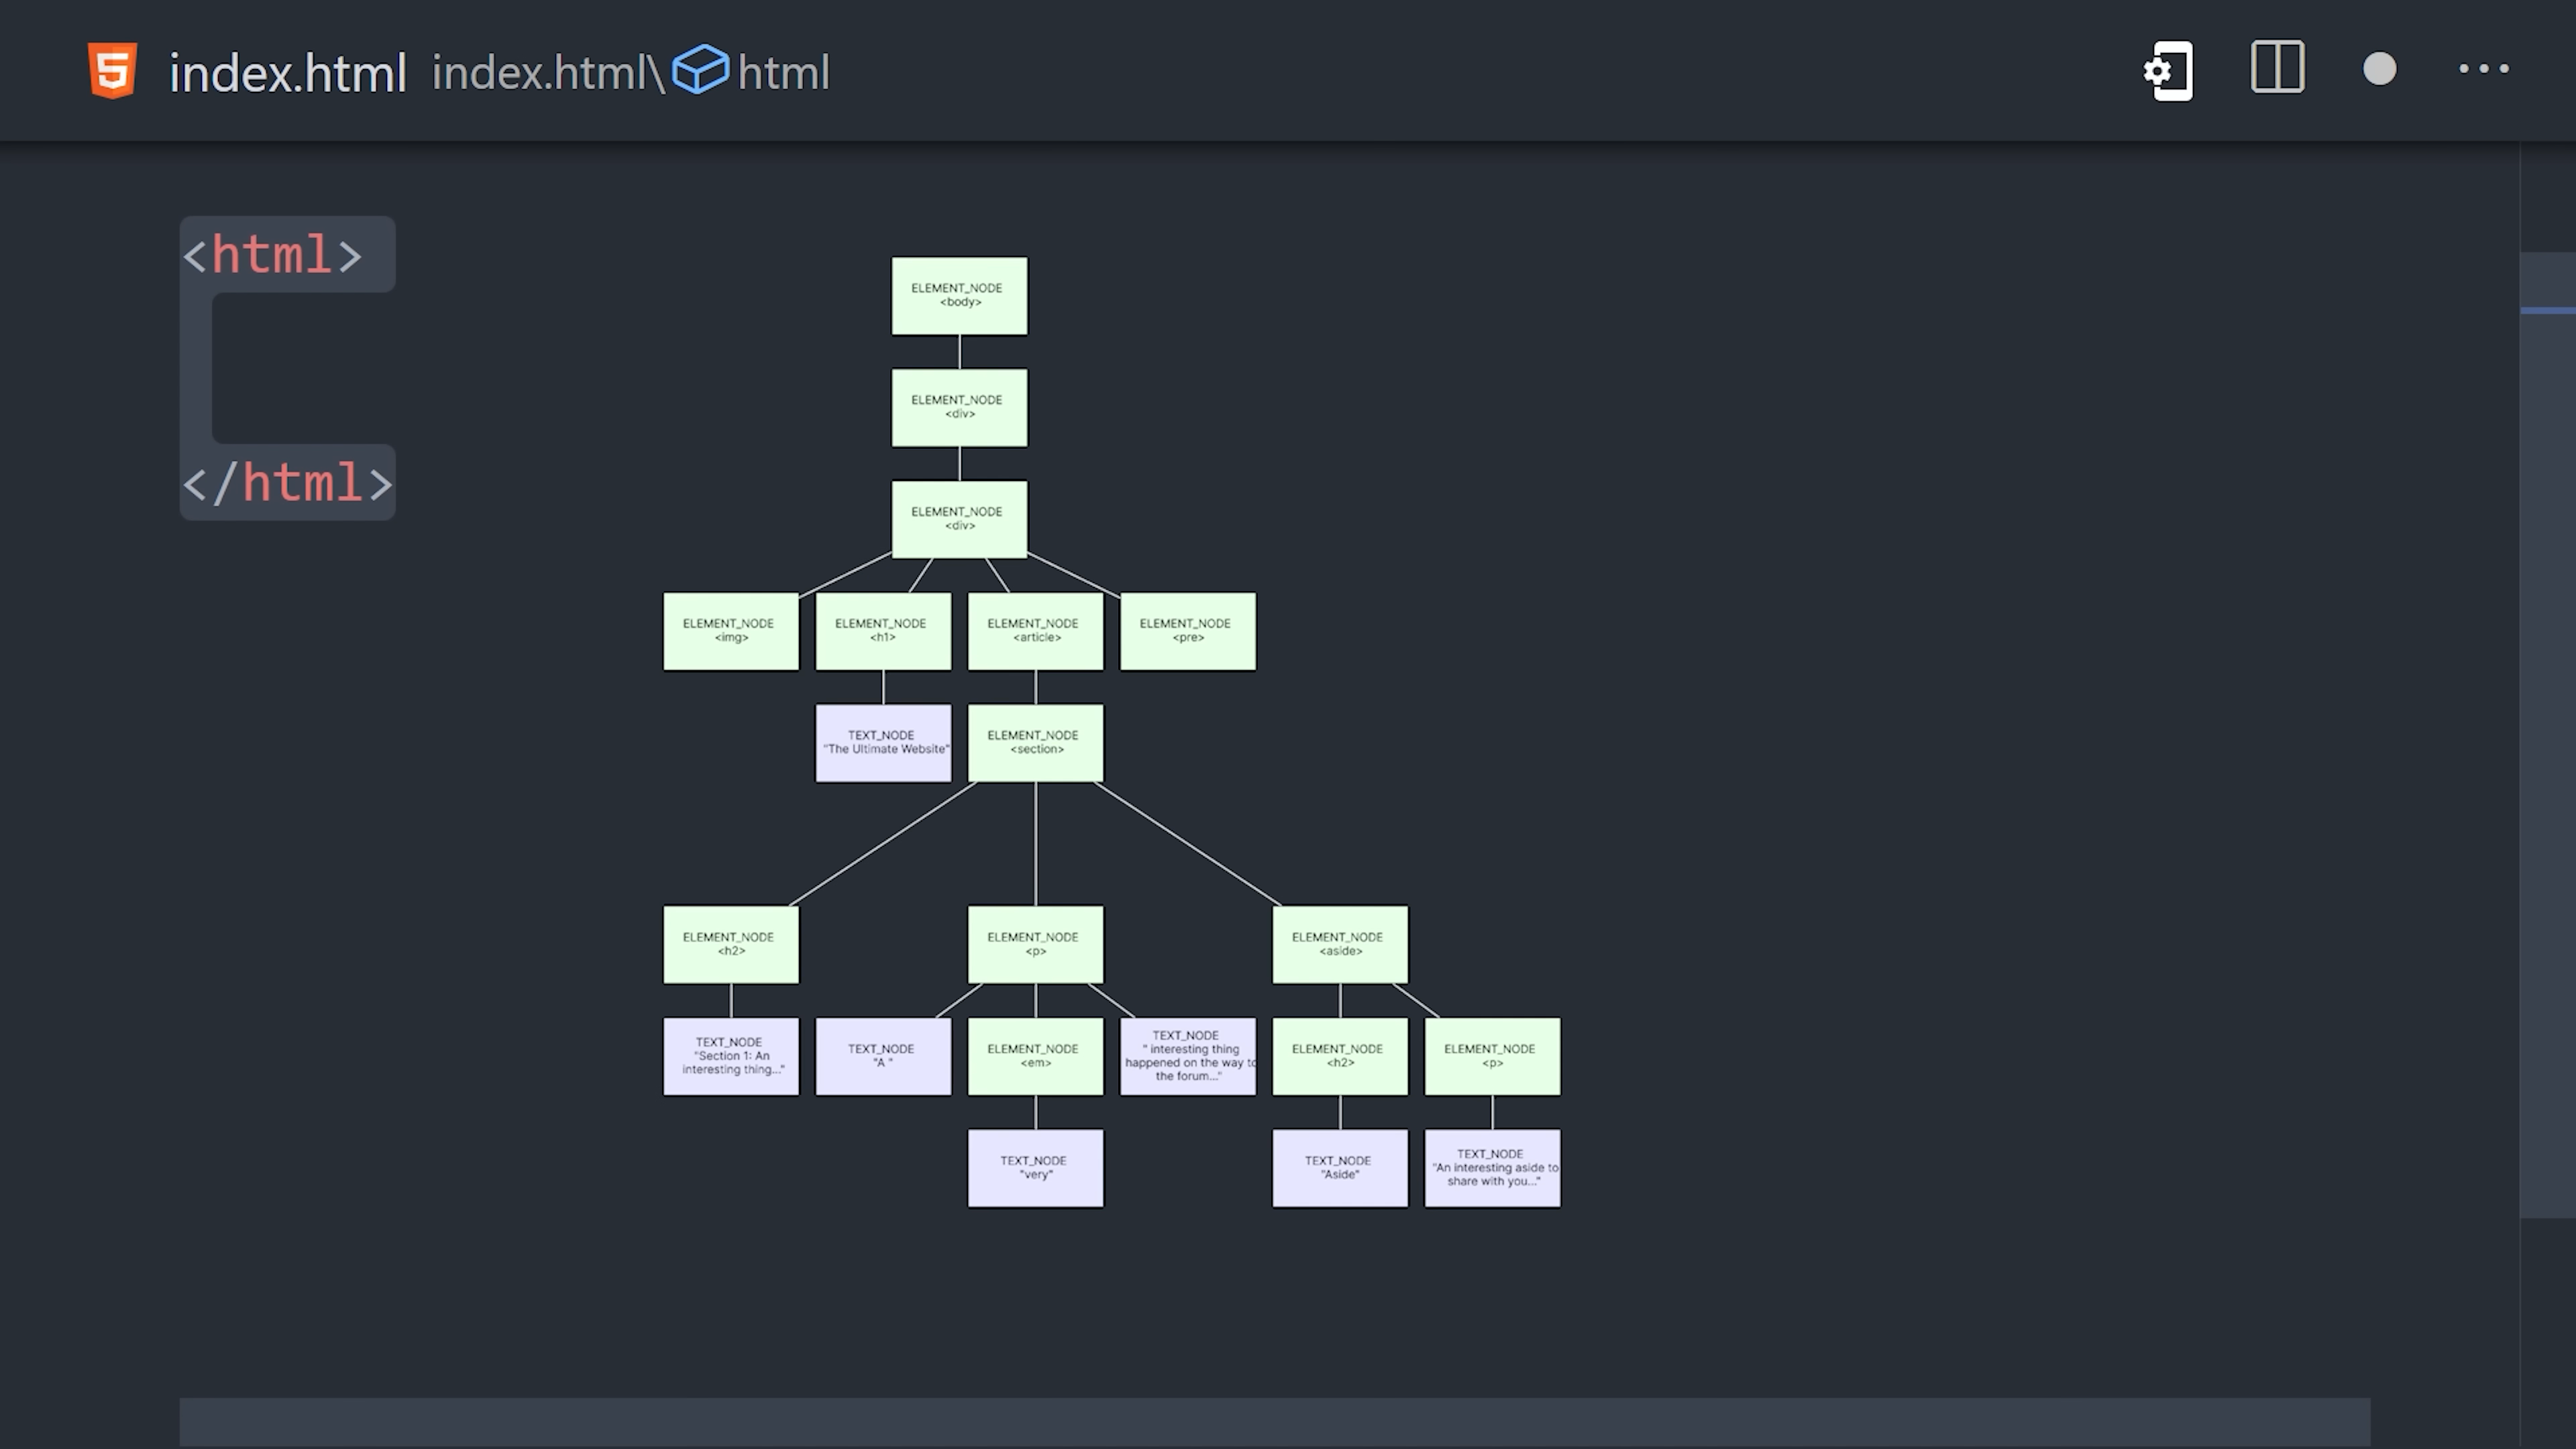 index.html index.html\html
<html>
</html>
ELEMENT_NODE
<body>
ELEMENT_NODE
<div>
ELEMENT_NODE
<div>
ELEMENT_NODE
<img>
ELEMENT_NODE
<h1>
ELEMENT_NODE
<article>
ELEMENT_NODE
<pre>
TEXT_NODE
"The Ultimate Website"
ELEMENT_NODE
<section>
ELEMENT_NODE
<h2>
ELEMENT_NODE
<p>
ELEMENT_NODE
<aside>
TEXT_NODE
"Section 1: An
interesting thing..."
TEXT_NODE
"A "
ELEMENT_NODE
<em>
TEXT_NODE
" interesting thing
happened on the way to
the forum..."
ELEMENT_NODE
<h2>
ELEMENT_NODE
<p>
TEXT_NODE
"very"
TEXT_NODE
"Aside"
TEXT_NODE
"An interesting aside to
share with you..."